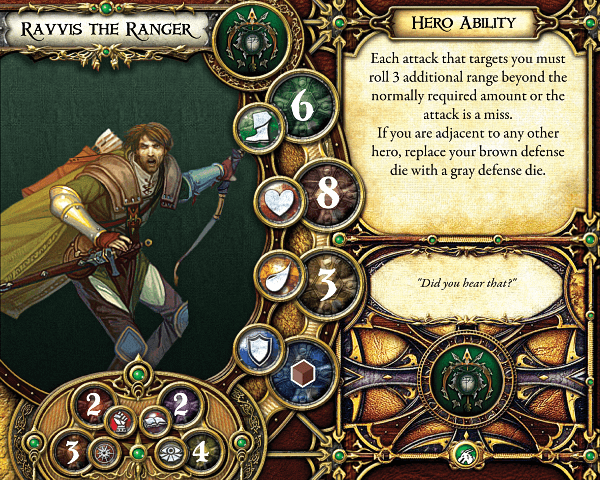 Ravvis the Ranger
6
8
3
2
2
3
4
Hero Ability
Each attack that targets you must
roll 3 additional range beyond the
normally required amount or the
attack is a miss.
If you are adjacent to any other
hero, replace your brown defense
die with a gray defense die.
"Did you hear that?"